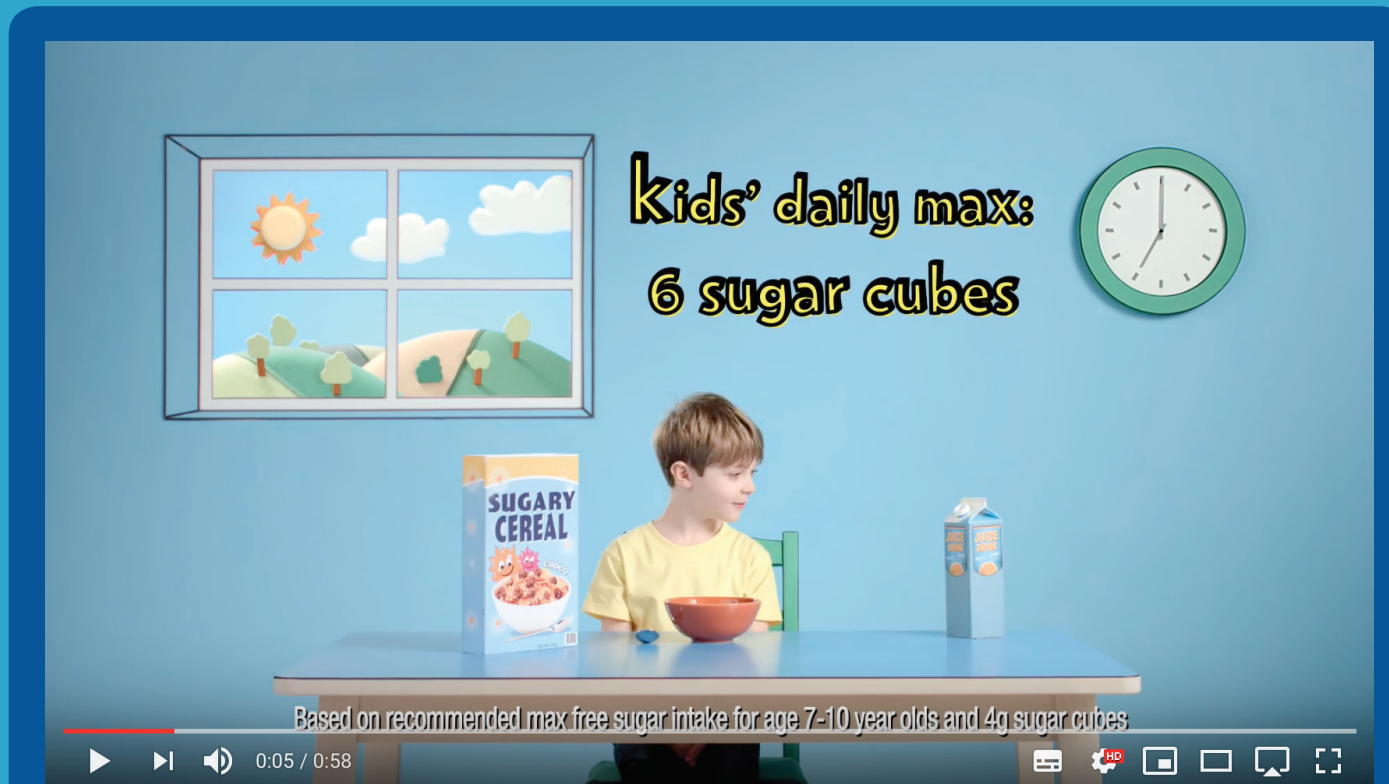 kids' daily max:
6 sugar cubes
SUGARY
CEREAL
CHOCO
JUICE
DRINK
JUICE
DRINK
Based on recommended max free sugar intake for age 7-10 year olds and 4g sugar cubes
0:05 / 0:58
HD